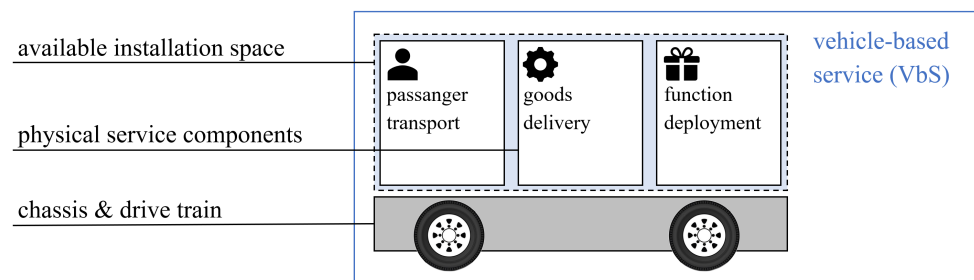 available installation space
physical service components
chassis & drive train
passanger
transport
goods
delivery
function
deployment
vehicle-based
service (VbS)